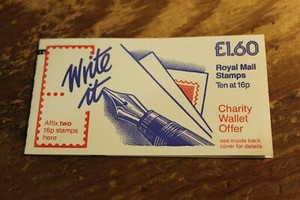 Write
it
£1.60
Royal Mail
Stamps
Ten at 16p
Charity
Wallet
Offer
see inside back
cover for details
Affix two
16p stamps
here